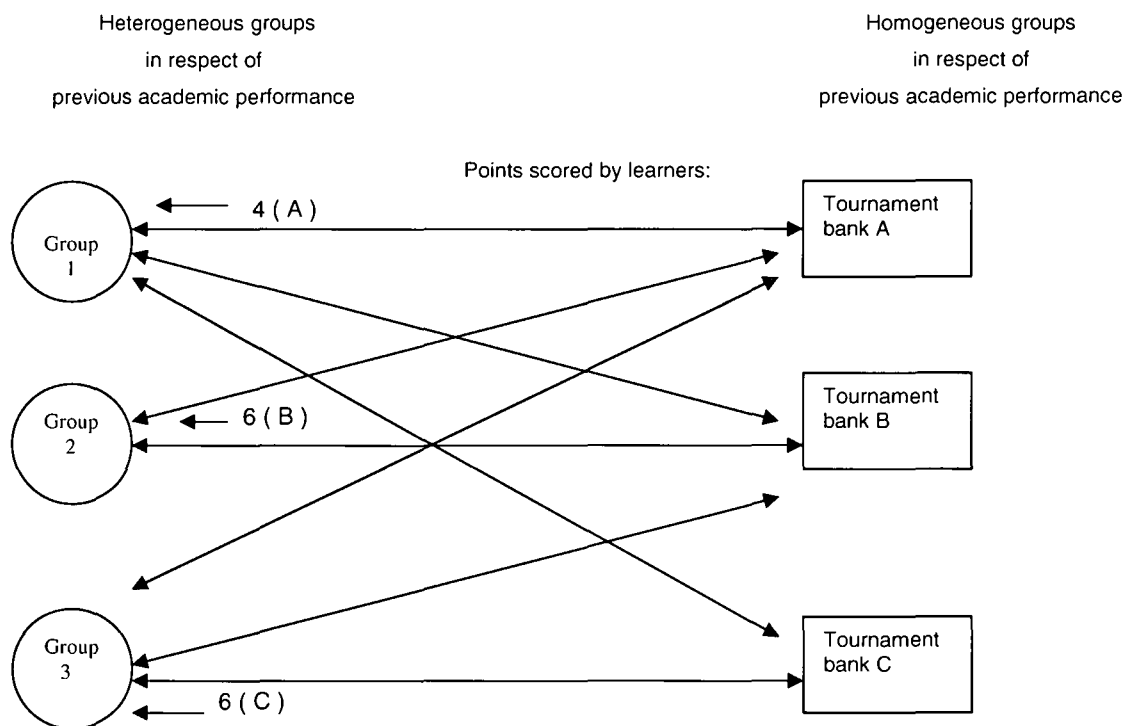 Heterogeneous groups
in respect of
previous academic performance
Homogeneous groups
in respect of
previous academic performance
Points scored by learners:
Group
1
4 ( A )
Tournament
bank A
Group
2
6 ( B )
Tournament
bank B
Group
3
6 ( C )
Tournament
bank C